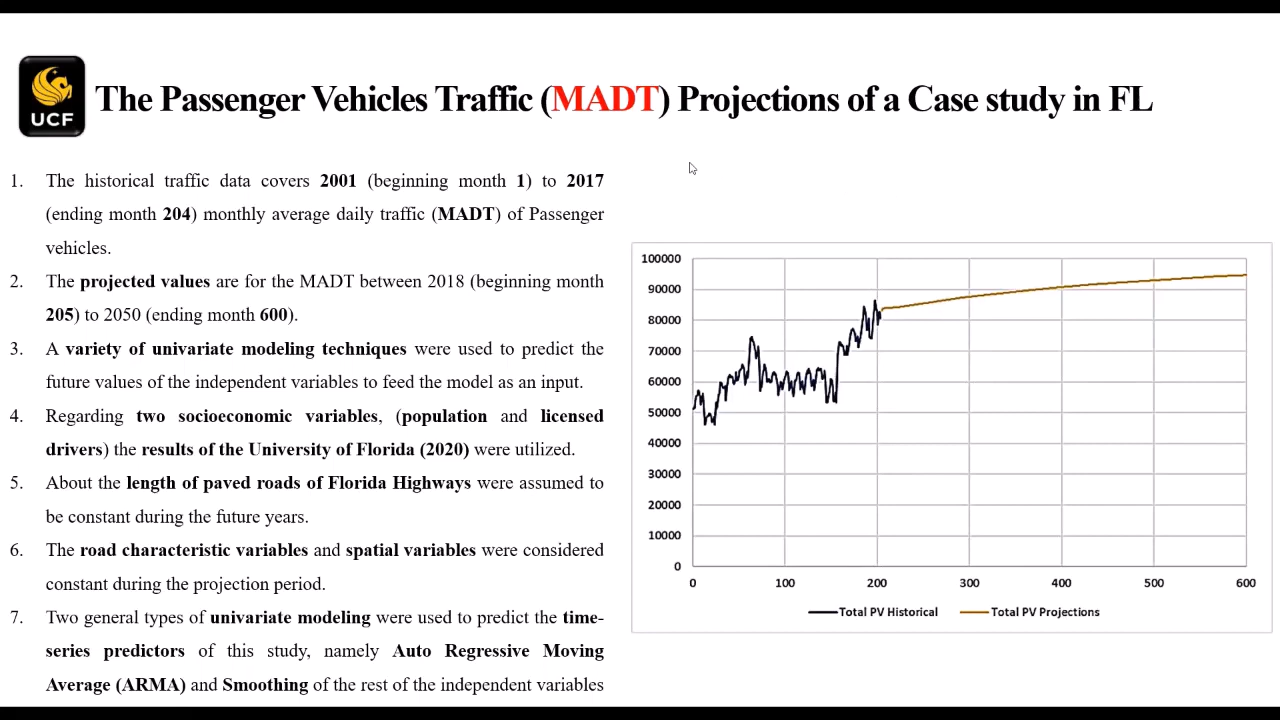 UCF
The Passenger Vehicles Traffic (MADT) Projections of a Case study in FL
1. The historical traffic data covers 2001 (beginning month 1) to 2017
(ending month 204) monthly average daily traffic (MADT) of Passenger
vehicles.
2. The projected values are for the MADT between 2018 (beginning month
205) to 2050 (ending month 600).
3. A variety of univariate modeling techniques were used to predict the
future values of the independent variables to feed the model as an input.
4. Regarding two socioeconomic variables, (population and licensed
drivers) the results of the University of Florida (2020) were utilized.
5. About the length of paved roads of Florida Highways were assumed to
be constant during the future years.
6. The road characteristic variables and spatial variables were considered
constant during the projection period.
7. Two general types of univariate modeling were used to predict the time-
series predictors of this study, namely Auto Regressive Moving
Average (ARMA) and Smoothing of the rest of the independent variables
100000
90000
80000
70000
60000
50000
40000
30000
20000
10000
0
0 100 200 300 400 500 600
Total PV Historical Total PV Projections